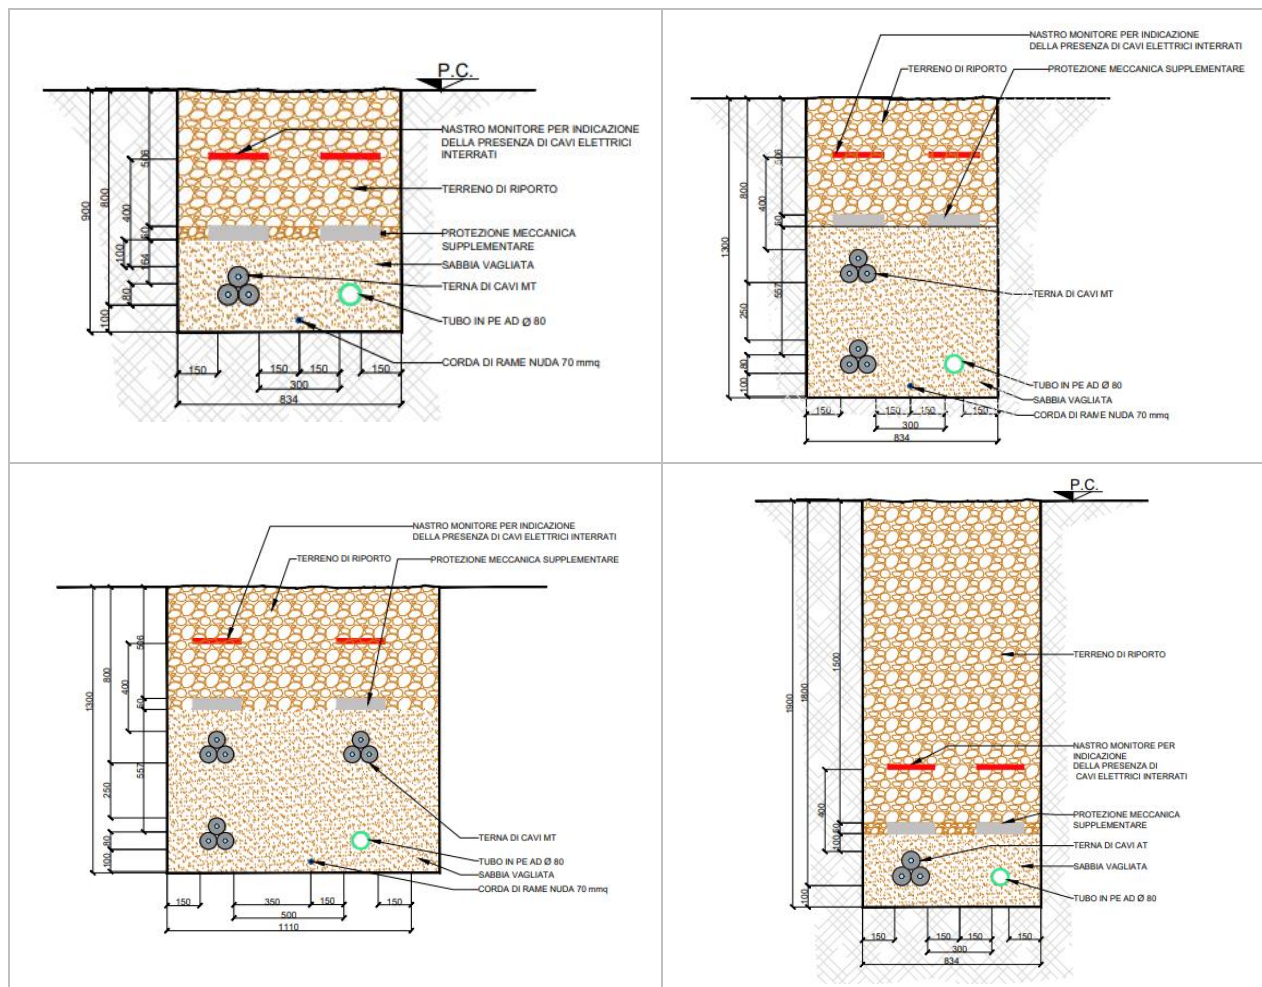 P.C.
NASTRO MONITORE PER INDICAZIONE
DELLA PRESENZA DI CAVI ELETTRICI
INTERRATI
TERRENO DI RIPORTO
PROTEZIONE MECCANICA
SUPPLEMENTARE
SABBIA VAGLIATA
TERNA DI CAVI MT
TUBO IN PE AD Ø 80
CORDA DI RAME NUDA 70 mmq
900
800
506
400
60
100
164
80
100
150
150
150
150
300
834
NASTRO MONITORE PER INDICAZIONE
DELLA PRESENZA DI CAVI ELETTRICI INTERRATI
TERRENO DI RIPORTO
PROTEZIONE MECCANICA SUPPLEMENTARE
TERNA DI CAVI MT
TUBO IN PE AD Ø 80
SABBIA VAGLIATA
CORDA DI RAME NUDA 70 mmq
1300
800
506
400
60
557
250
80
100
150
150
150
150
300
834
NASTRO MONITORE PER INDICAZIONE
DELLA PRESENZA DI CAVI ELETTRICI INTERRATI
TERRENO DI RIPORTO
PROTEZIONE MECCANICA SUPPLEMENTARE
TERNA DI CAVI MT
TUBO IN PE AD Ø 80
SABBIA VAGLIATA
CORDA DI RAME NUDA 70 mmq
1300
800
506
400
60
557
250
80
100
150
350
150
150
500
1110
P.C.
TERRENO DI RIPORTO
NASTRO MONITORE PER
INDICAZIONE
DELLA PRESENZA DI
CAVI ELETTRICI INTERRATI
PROTEZIONE MECCANICA
SUPPLEMENTARE
TERNA DI CAVI AT
SABBIA VAGLIATA
TUBO IN PE AD Ø 80
1900
1800
1500
400
60
100
100
150
150
150
150
300
834